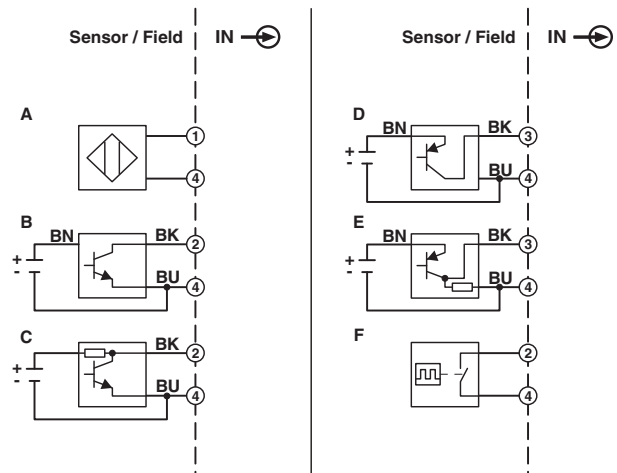 Sensor / Field IN
A
1
4
B
BN BK 2
+
-
BU 4
C
BK 2
+
-
BU 4
Sensor / Field IN
D
BN BK 3
+
-
BU 4
E
BN BK 3
+
-
BU 4
F
2
4